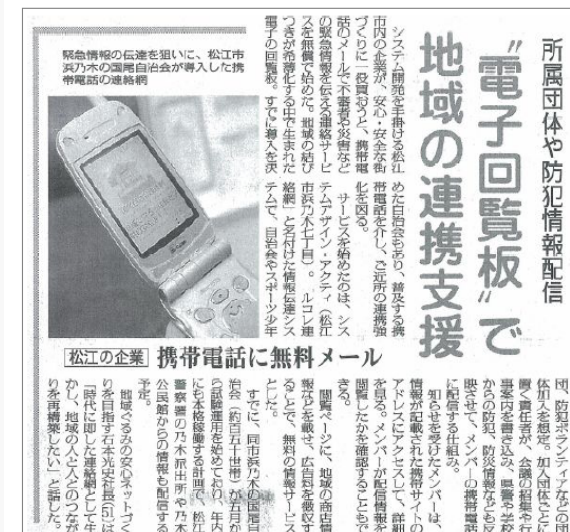 所属団体や防犯情報配信
〝電子回覧板〟で
地域の連携支援
松江の企業 携帯電話に無料メール
緊急情報の伝達を狙いに、松江市
浜乃木の国尾自治会が導入した携
帯電話の連絡網
システム開発を手掛ける松江
市内の企業が、安心・安全な街
づくりに一役買おうと、携帯電
話のメールで不審者や災害など
の緊急情報を伝える連絡サービ
スを無償で始めた。地域の結び
つきが希薄化する中で生まれた
電子の回覧板。すでに導入を決
めた自治会もあり、普及する携
帯電話を介し、ご近所の連携強
化を図る。
サービスを始めたのは、シス
テムアザイン・アクティ(松江
市浜乃木七丁目)。ルコレ連
絡網」と名付けた情報伝達シス
テムで、自治会やスポーツ少年
団、防犯ボランティアなどの
体加入を想定。加入団体ごと
置く責任者が、会議の招集や
事案内を書き込み、県警や
からの防犯、防災情報なども
映させて、メンバーの携帯電話
に配信する仕組み。
知らせを受けたメンバーは、
情報が記載された携帯サイトの
アドレスにアクセスして、詳細
を見る。メンバーが配信情報を
閲覧したかを確認することもで
きる。
閲覧ページに、地域の商店情
報などを載せ、広告料を徴収す
ることで、無料の情報サービス
とした。
すでに、同市浜乃木の国尾自
治会(約百五十世帯)が五月か
ら試験運用を始めており、年内
にも本格稼働する計画で、松江
警察署の乃木派出所や乃木
公民館からの情報も配信する
予定。
地域ぐるみの安心ネットづく
りを目指す石本光史社長は
「時代に即した連絡網として生
かし、地域の人と人とのつなが
りを再構築したい」と話した。